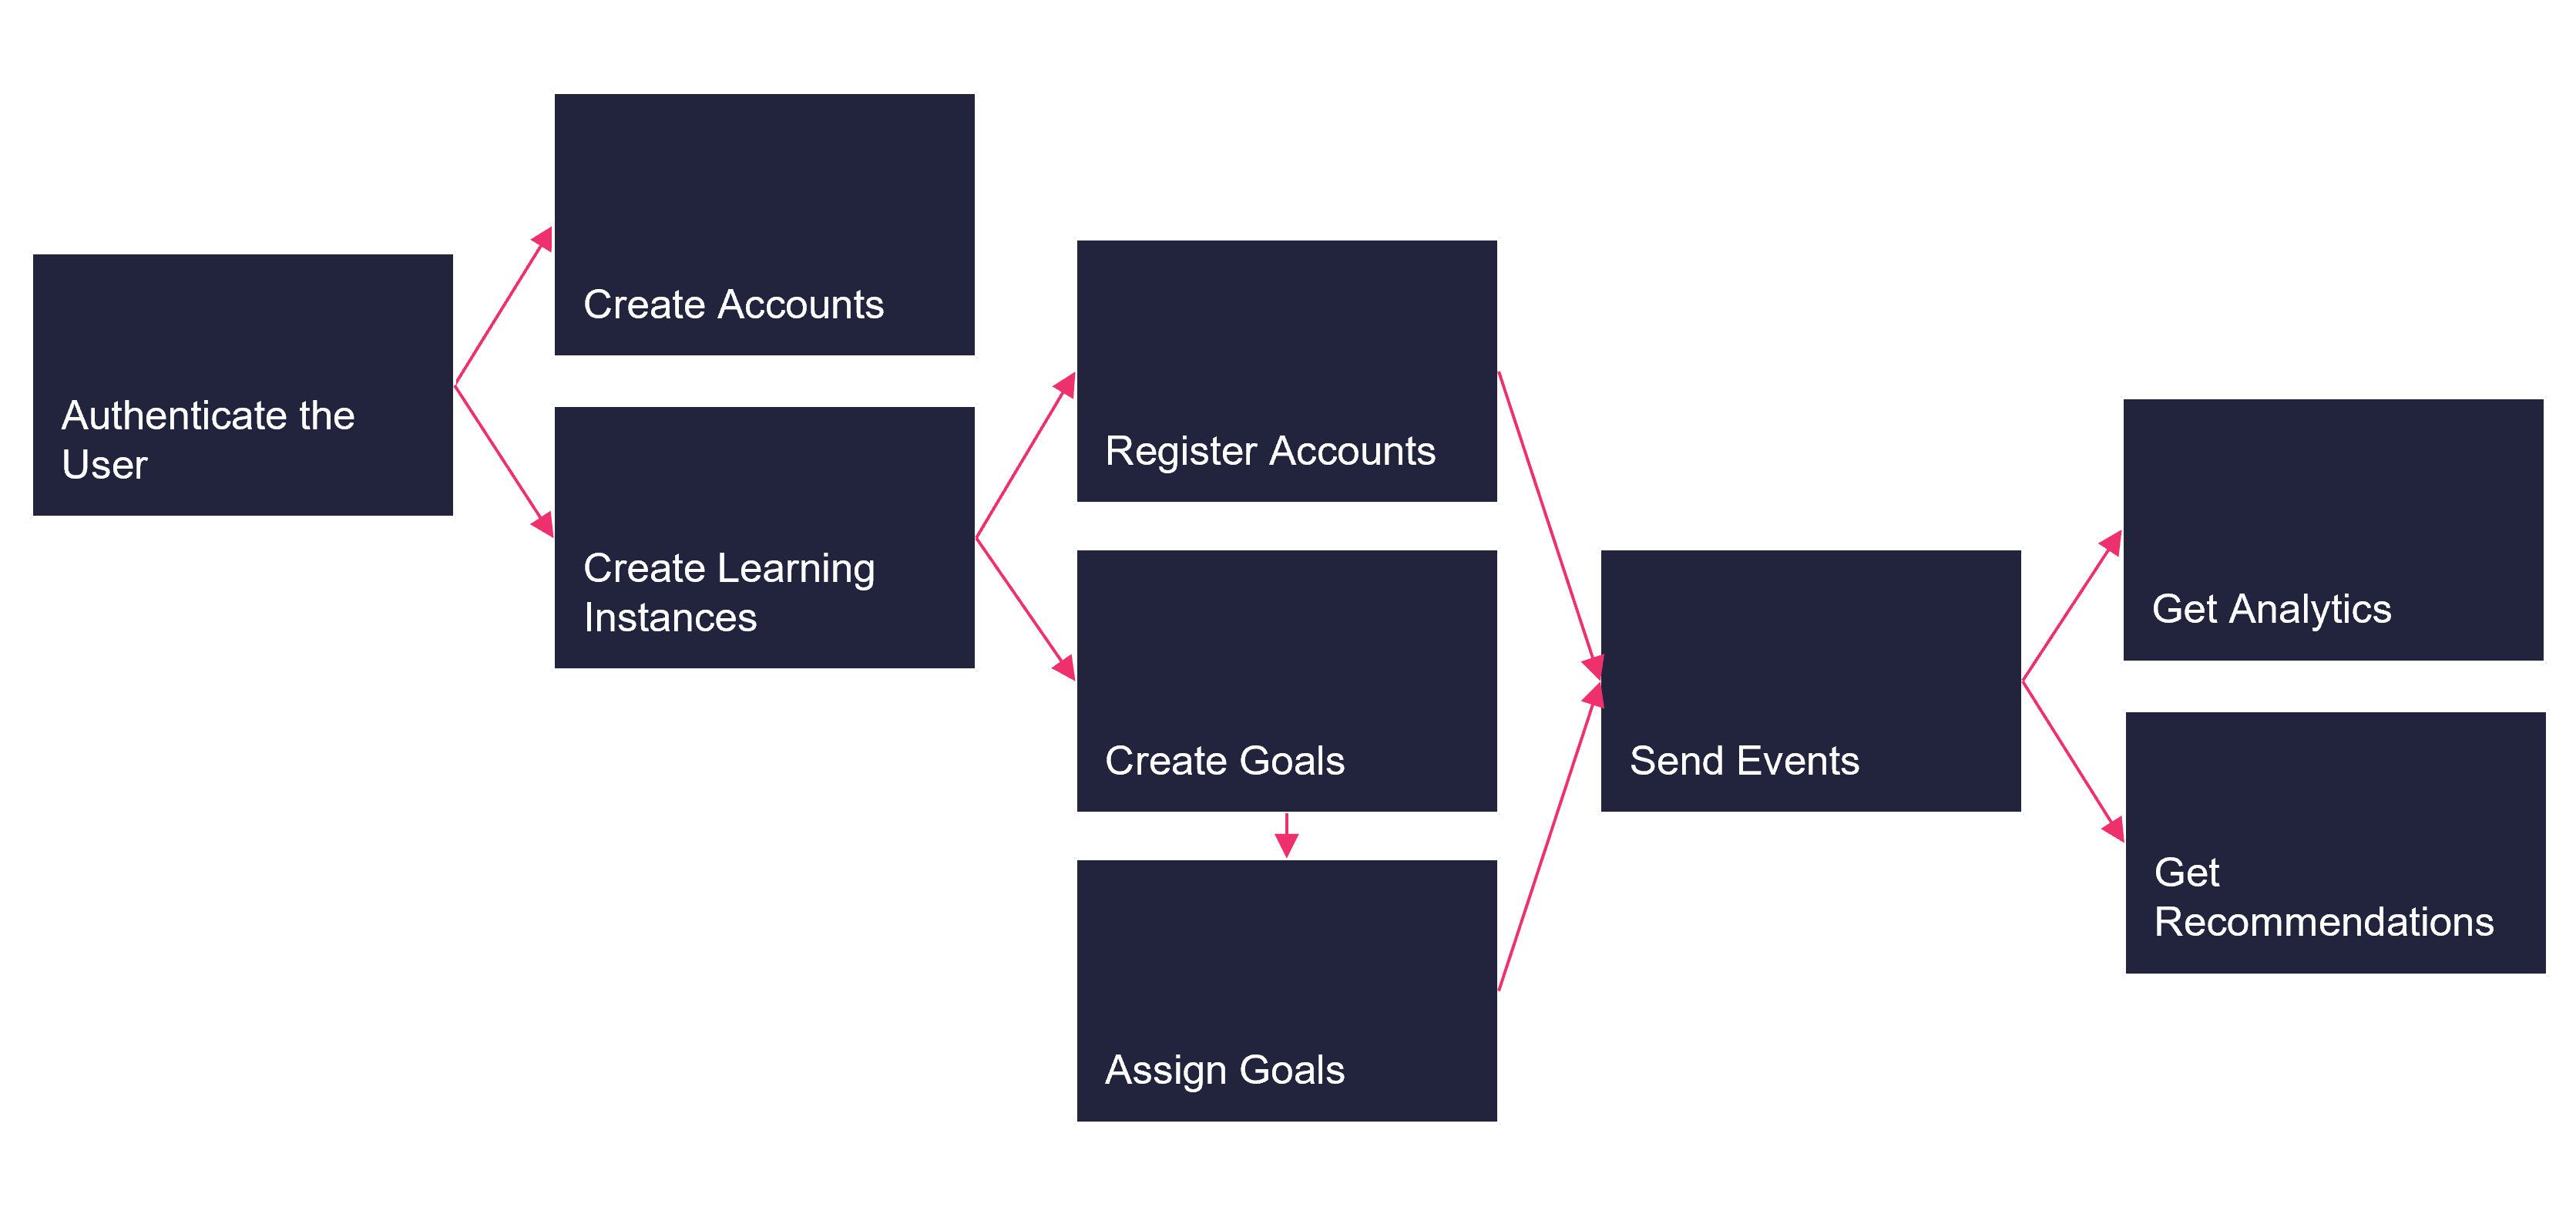 Authenticate the
User
Create Accounts
Create Learning
Instances
Register Accounts
Create Goals
Assign Goals
Send Events
Get Analytics
Get
Recommendations